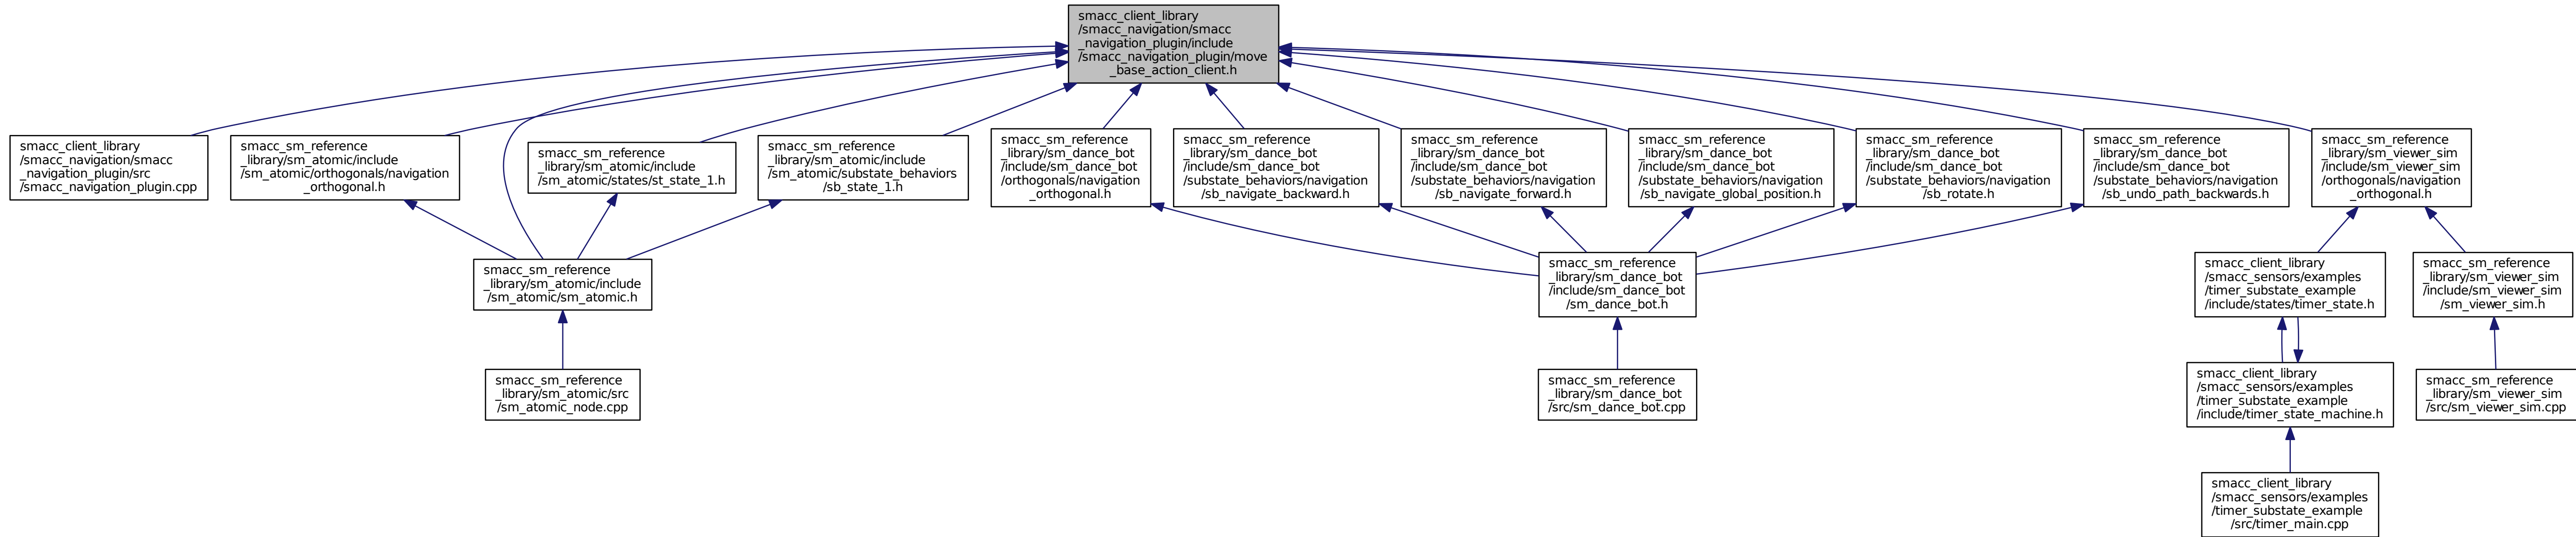 smacc_client_library
/smacc_navigation/smacc
_navigation_plugin/include
/smacc_navigation_plugin/move
_base_action_client.h
smacc_client_library
/smacc_navigation/smacc
_navigation_plugin/src
/smacc_navigation_plugin.cpp
smacc_sm_reference
_library/sm_atomic/include
/sm_atomic/orthogonals/navigation
_orthogonal.h
smacc_sm_reference
_library/sm_atomic/include
/sm_atomic/states/st_state_1.h
smacc_sm_reference
_library/sm_atomic/include
/sm_atomic/substate_behaviors
/sb_state_1.h
smacc_sm_reference
_library/sm_dance_bot
/include/sm_dance_bot
/orthogonals/navigation
_orthogonal.h
smacc_sm_reference
_library/sm_dance_bot
/include/sm_dance_bot
/substate_behaviors/navigation
/sb_navigate_backward.h
smacc_sm_reference
_library/sm_dance_bot
/include/sm_dance_bot
/substate_behaviors/navigation
/sb_navigate_forward.h
smacc_sm_reference
_library/sm_dance_bot
/include/sm_dance_bot
/substate_behaviors/navigation
/sb_navigate_global_position.h
smacc_sm_reference
_library/sm_dance_bot
/include/sm_dance_bot
/substate_behaviors/navigation
/sb_rotate.h
smacc_sm_reference
_library/sm_dance_bot
/include/sm_dance_bot
/substate_behaviors/navigation
/sb_undo_path_backwards.h
smacc_sm_reference
_library/sm_viewer_sim
/include/sm_viewer_sim
/orthogonals/navigation
_orthogonal.h
smacc_sm_reference
_library/sm_atomic/include
/sm_atomic/sm_atomic.h
smacc_sm_reference
_library/sm_dance_bot
/include/sm_dance_bot
/sm_dance_bot.h
smacc_client_library
/smacc_sensors/examples
/timer_substate_example
/include/states/timer_state.h
smacc_sm_reference
_library/sm_viewer_sim
/include/sm_viewer_sim
/sm_viewer_sim.h
smacc_sm_reference
_library/sm_atomic/src
/sm_atomic_node.cpp
smacc_sm_reference
_library/sm_dance_bot
/src/sm_dance_bot.cpp
smacc_client_library
/smacc_sensors/examples
/timer_substate_example
/include/timer_state_machine.h
smacc_sm_reference
_library/sm_viewer_sim
/src/sm_viewer_sim.cpp
smacc_client_library
/smacc_sensors/examples
/timer_substate_example
/src/timer_main.cpp